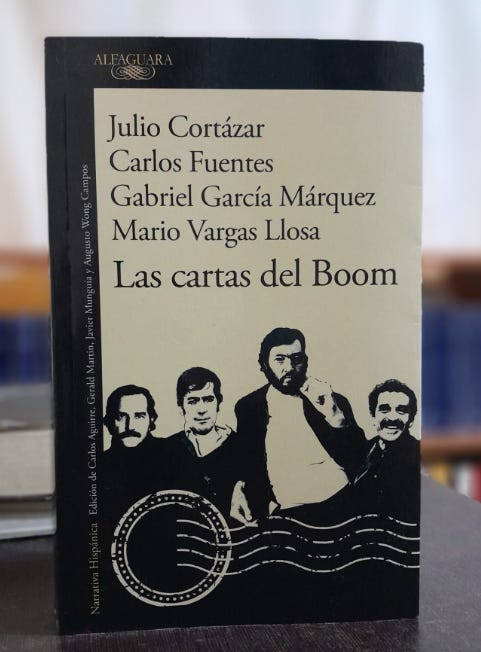 ALFAGUARA
Julio Cortázar
Carlos Fuentes
Gabriel García Márquez
Mario Vargas Llosa
Las cartas del Boom
Narrativa Hispánica Edición de Carlos Aguirre, Gerald Martin, Javier Munguía y Augusto Wong Campos